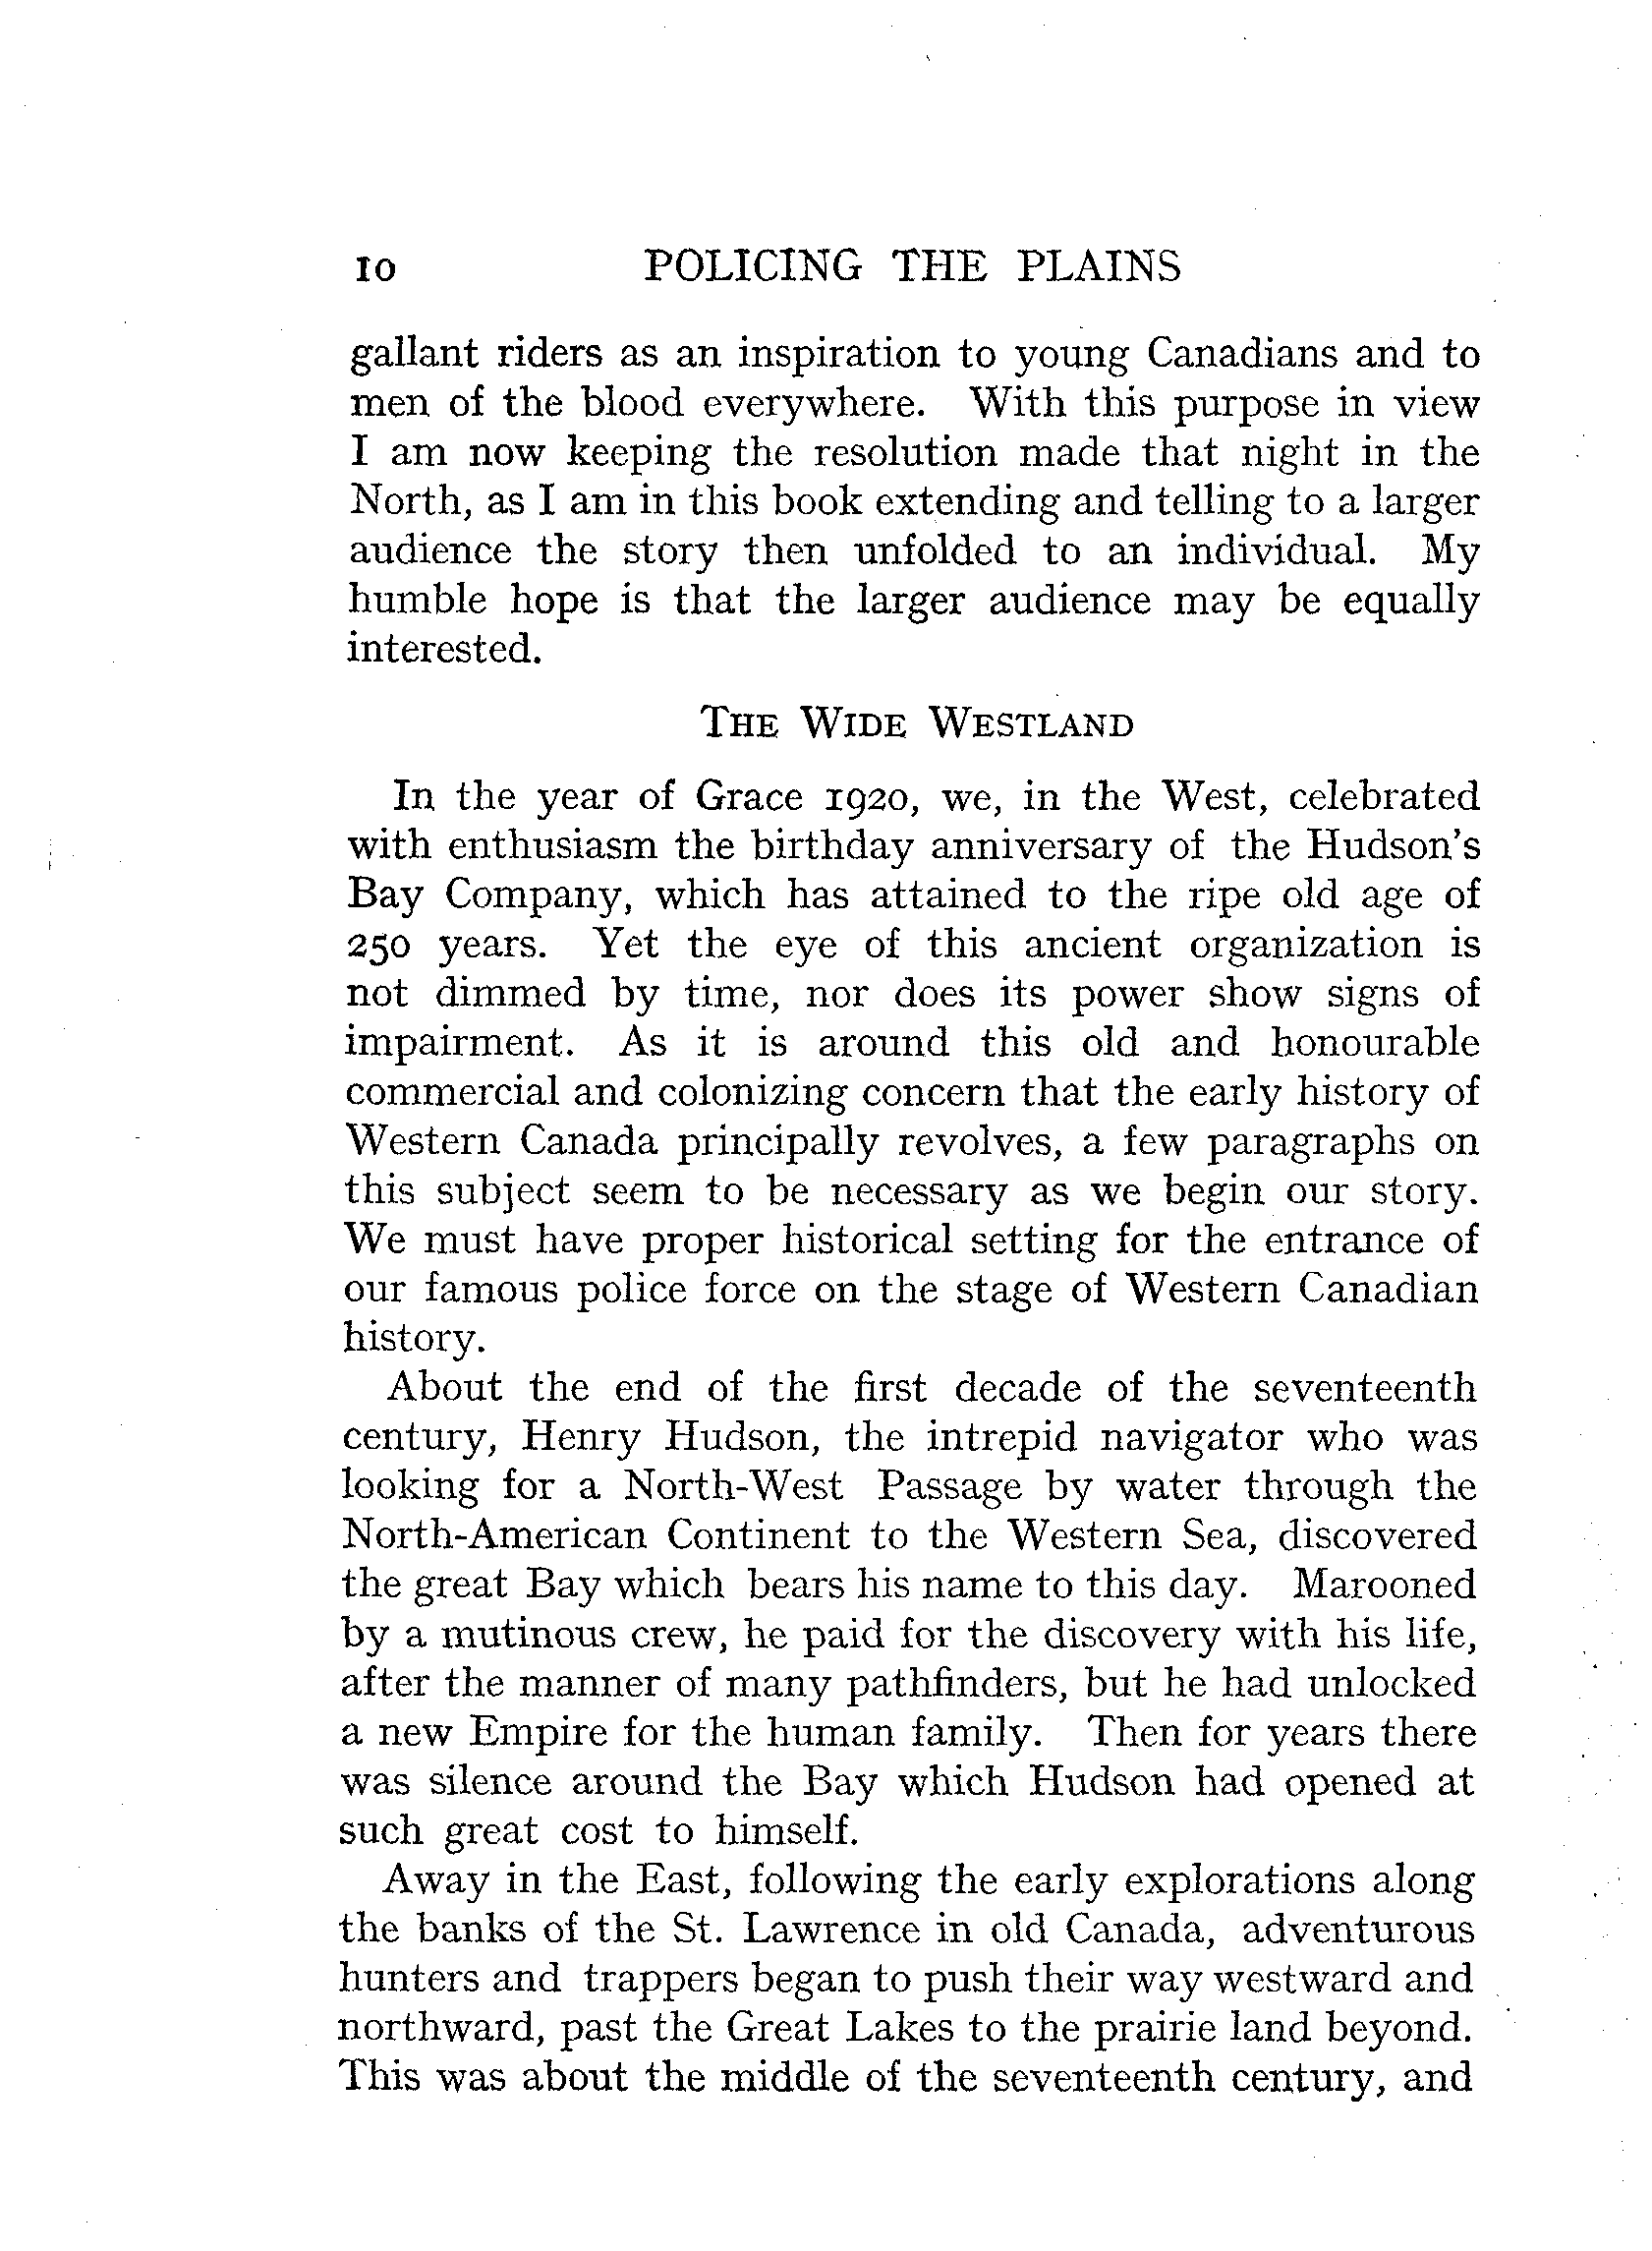 10 POLICING THE PLAINS
gallant riders as an inspiration to young Canadians and to
men of the blood everywhere. With this purpose in view
I am now keeping the resolution made that night in the
North, as I am in this book extending and telling to a larger
audience the story then unfolded to an individual. My
humble hope is that the larger audience may be equally
interested.
THE WIDE WESTLAND
In the year of Grace 1920, we, in the West, celebrated
with enthusiasm the birthday anniversary of the Hudson's
Bay Company, which has attained to the ripe old age of
250 years. Yet the eye of this ancient organization is
not dimmed by time, nor does its power show signs of
impairment. As it is around this old and honourable
commercial and colonizing concern that the early history of
Western Canada principally revolves, a few paragraphs on
this subject seem to be necessary as we begin our story.
We must have proper historical setting for the entrance of
our famous police force on the stage of Western Canadian
history.
About the end of the first decade of the seventeenth
century, Henry Hudson, the intrepid navigator who was
looking for a North-West Passage by water through the
North-American Continent to the Western Sea, discovered
the great Bay which bears his name to this day. Marooned
by a mutinous crew, he paid for the discovery with his life,
after the manner of many pathfinders, but he had unlocked
a new Empire for the human family. Then for years there
was silence around the Bay which Hudson had opened at
such great cost to himself.
Away in the East, following the early explorations along
the banks of the St. Lawrence in old Canada, adventurous
hunters and trappers began to push their way westward and
northward, past the Great Lakes to the prairie land beyond.
This was about the middle of the seventeenth century, and